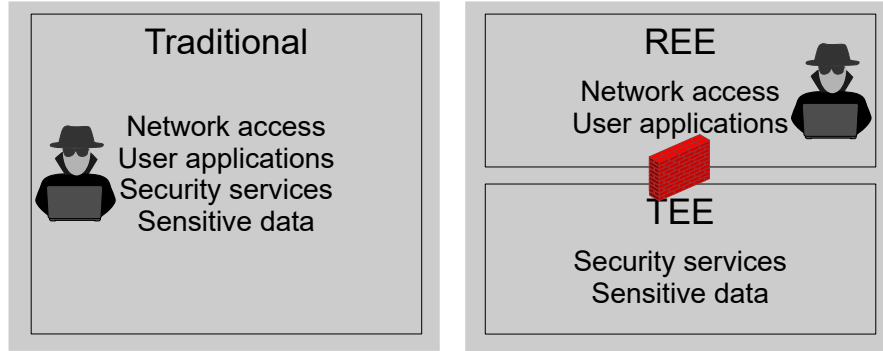 Traditional
Network access
User applications
Security services
Sensitive data
REE
Network access
User applications
TEE
Security services
Sensitive data